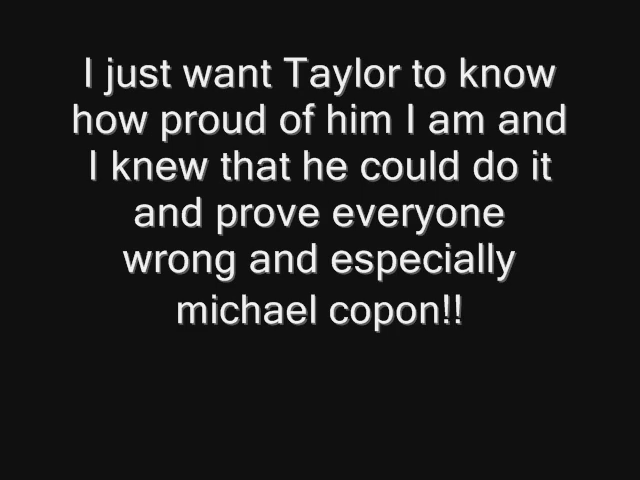 I just want Taylor to know
how proud of him I am and
I knew that he could do it
and prove everyone
wrong and especially
michael copon!!